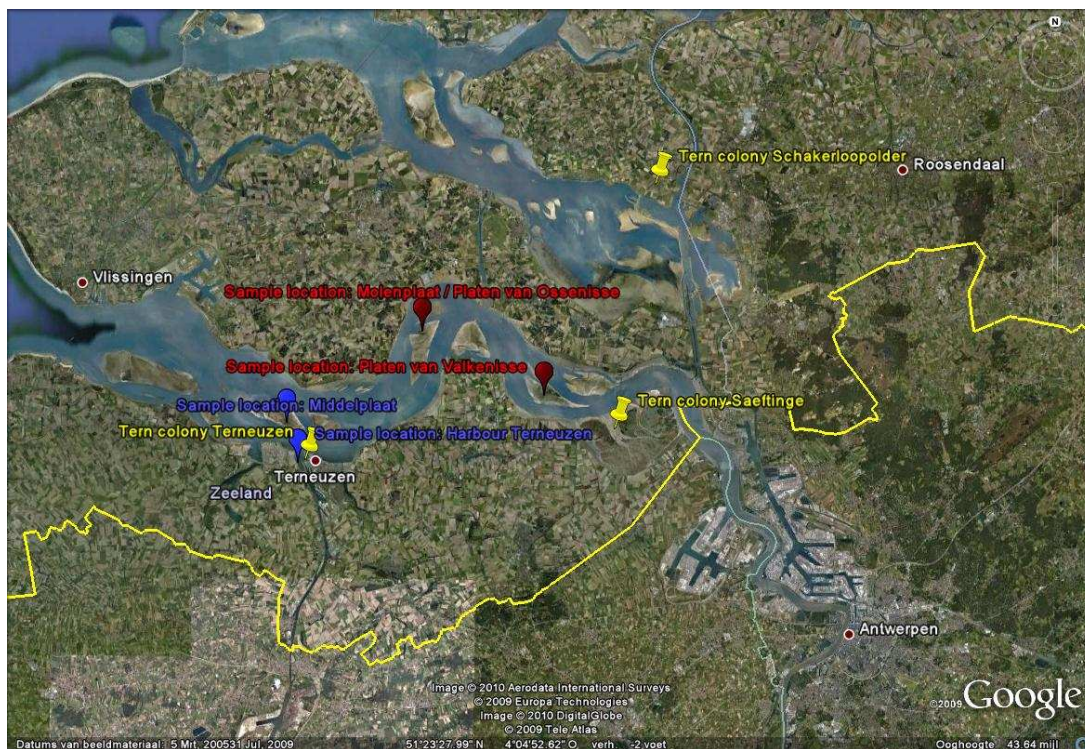 N
Tern colony Schakerloopolder
Roosendaal
Vlissingen
Sample location: Molenplaat / Platen van Ossenisse
Sample location: Platen van Valkenisse
Tern colony Saeftinge
Sample location: Middelplaat
Tern colony Terneuzen
Sample location: Harbour Terneuzen
Terneuzen
Zeeland
Antwerpen
Image © 2010 Aerodata International Surveys
© 2009 Europa Technologies
Image © 2010 DigitalGlobe
© 2009 Tele Atlas
©2009 Google
Datums van beeldmateriaal: 5 Mrt, 200531 Jul, 2009 51°23'27.99" N 4°04'52.62" O verh. -2 voet Ooghoogte 43.64 mijl